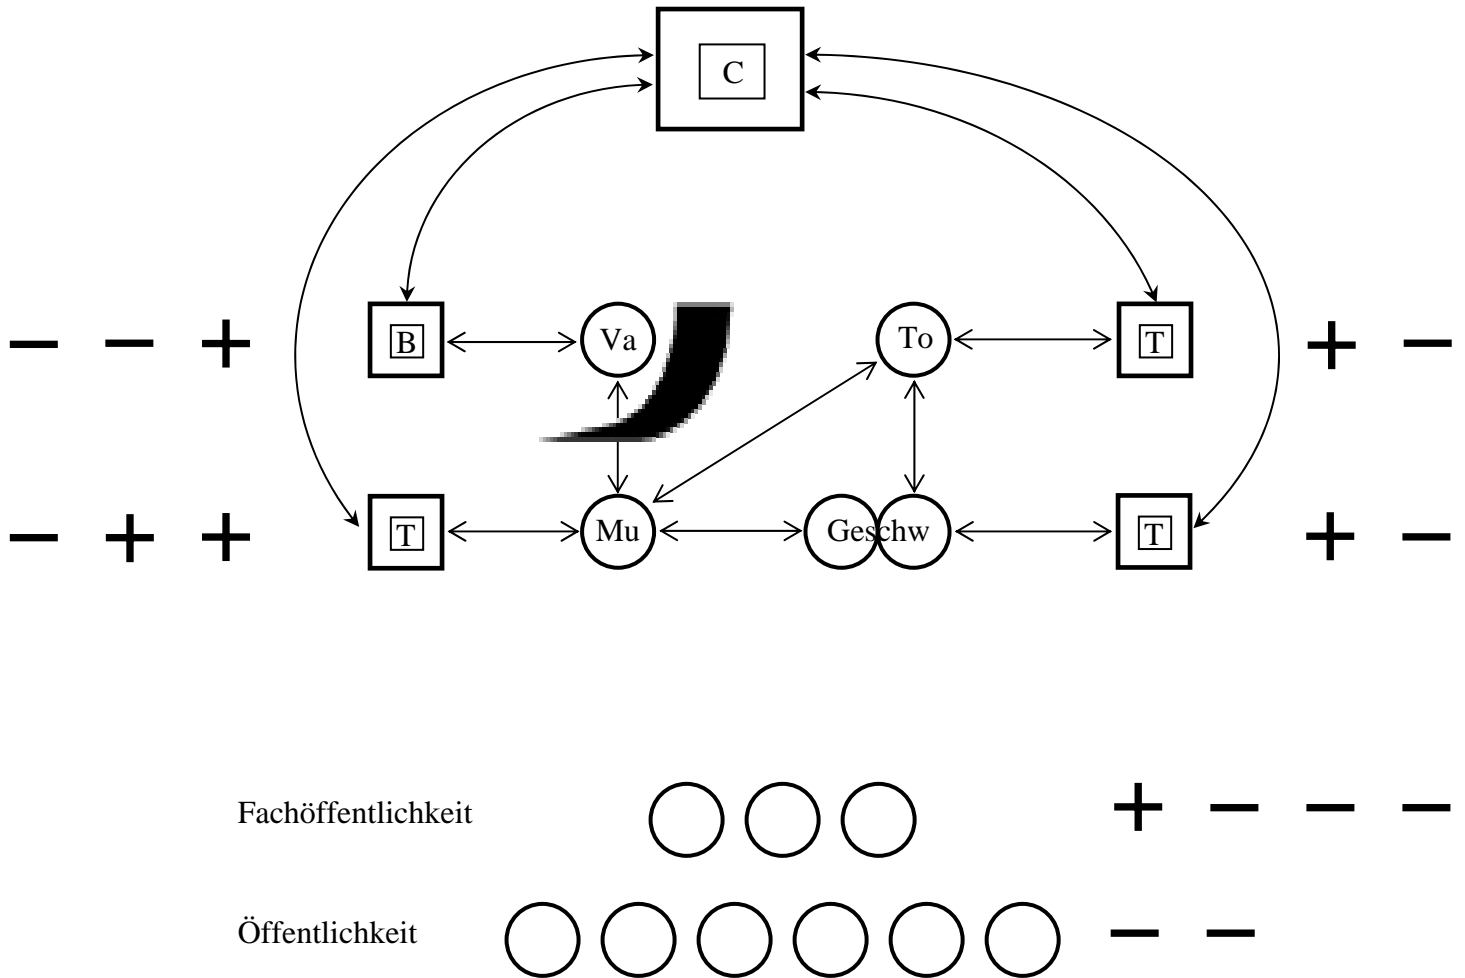 C
− − + B Va To T + −
− + + T Mu Geschw T + −
Fachöffentlichkeit + − − −
Öffentlichkeit − −